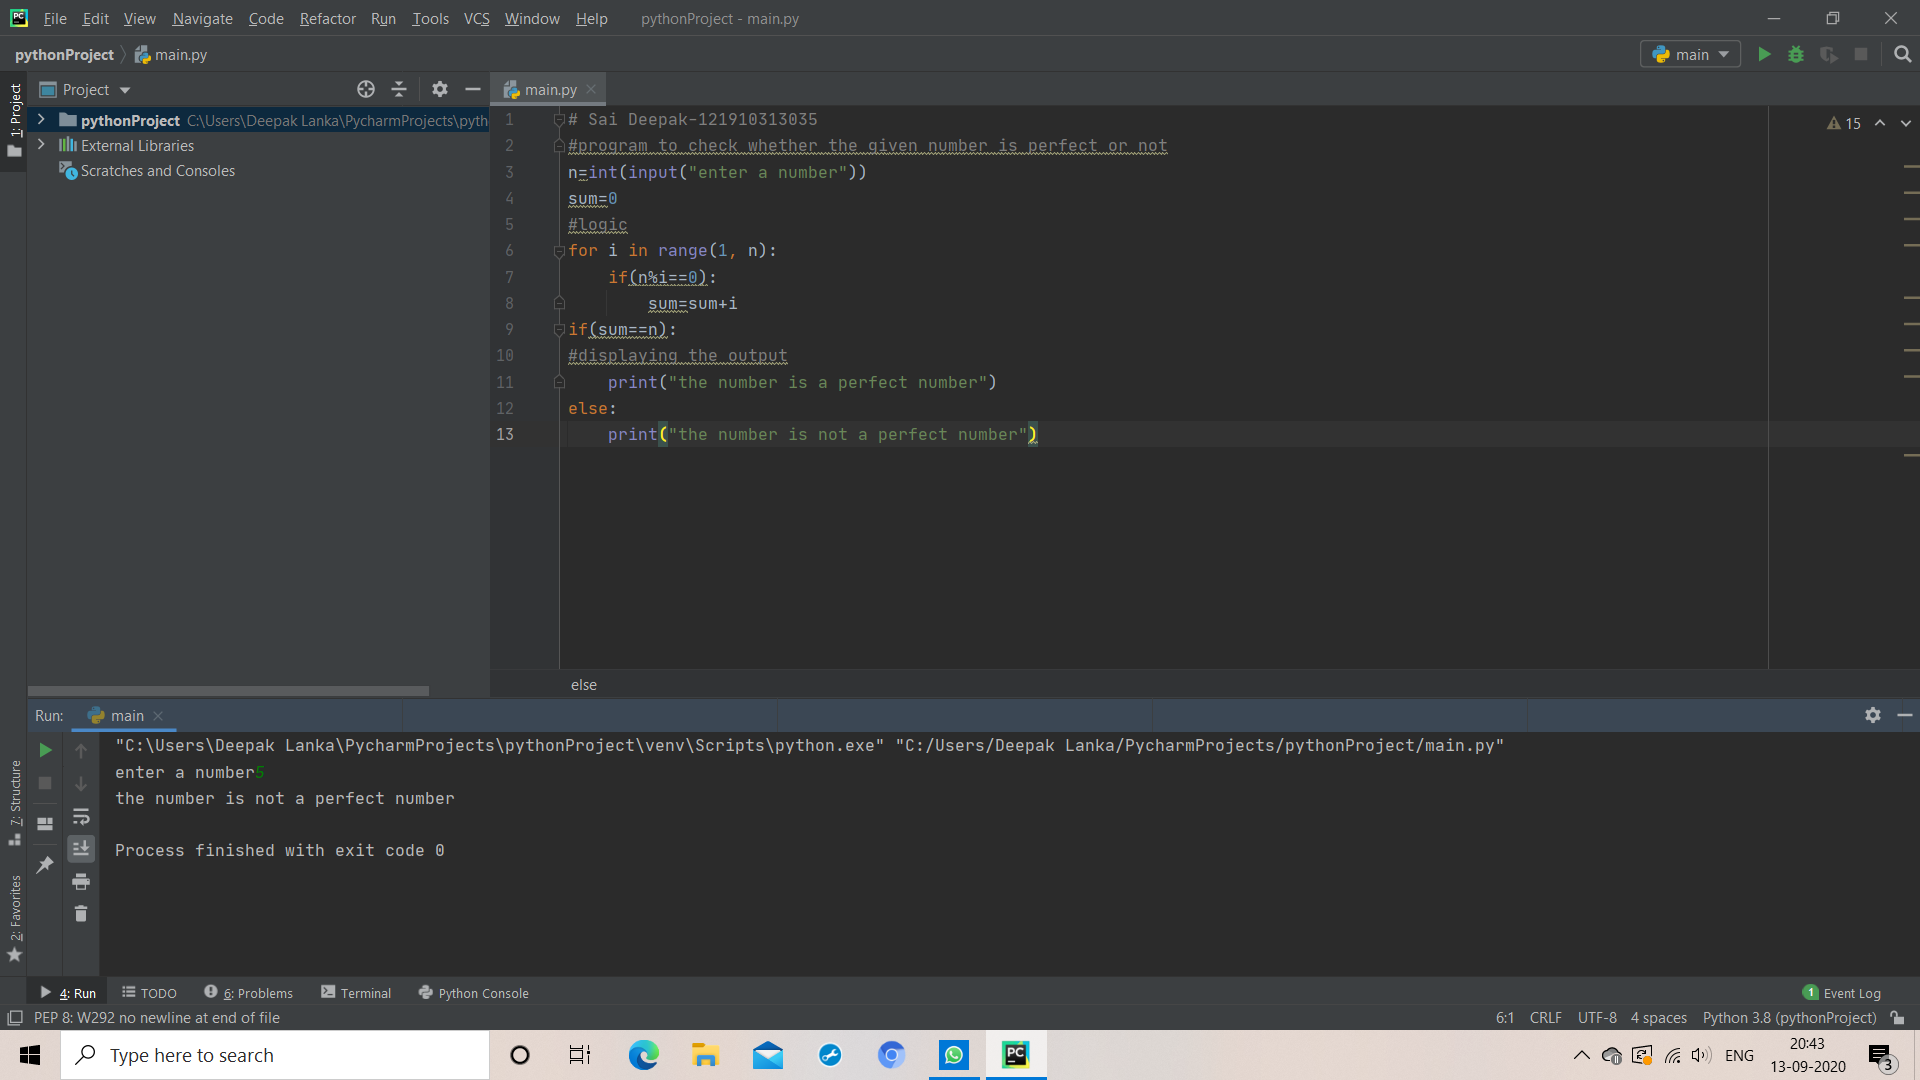 File Edit View Navigate Code Refactor Run Tools VCS Window Help pythonProject - main.py
pythonProject main.py main
1: Project
Project
pythonProject C:\Users\Deepak Lanka\PycharmProjects\pyth
External Libraries
Scratches and Consoles
main.py
15
1 # Sai Deepak-121910313035
2 #program to check whether the given number is perfect or not
3 n=int(input("enter a number"))
4 sum=0
5 #logic
6 for i in range(1, n):
7 if(n%i==0):
8 sum=sum+i
9 if(sum==n):
10 #displaying the output
11 print("the number is a perfect number")
12 else:
13 print("the number is not a perfect number")
else
Run: main
"C:\Users\Deepak Lanka\PycharmProjects\pythonProject\venv\Scripts\python.exe" "C:/Users/Deepak Lanka/PycharmProjects/pythonProject/main.py"
enter a number5
the number is not a perfect number
Process finished with exit code 0
7: Structure
2: Favorites
4: Run TODO 6: Problems Terminal Python Console 1 Event Log
PEP 8: W292 no newline at end of file 6:1 CRLF UTF-8 4 spaces Python 3.8 (pythonProject)
Type here to search
PC
ENG
20:43
13-09-2020
3